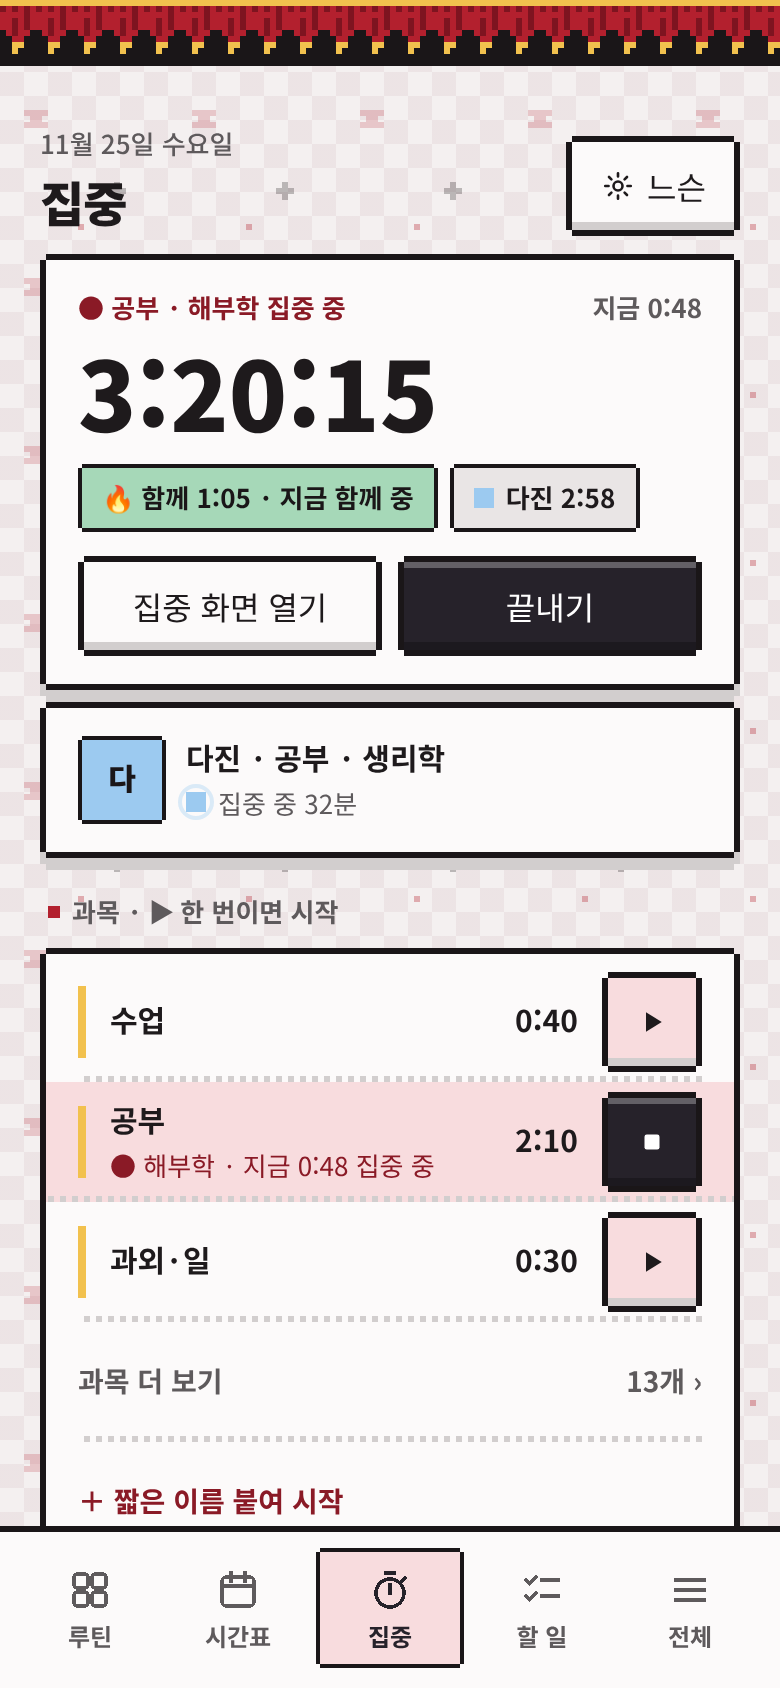 11월 25일 수요일
집중
느슨
공부 · 해부학 집중 중
지금 0:48
3:20:15
🔥 함께 1:05 · 지금 함께 중
다진 2:58
집중 화면 열기
끝내기
다
다진 · 공부 · 생리학
집중 중 32분
과목 · ▶ 한 번이면 시작
수업
0:40
공부
해부학 · 지금 0:48 집중 중
2:10
과외·일
0:30
과목 더 보기
13개 ›
+ 짧은 이름 붙여 시작
루틴
시간표
집중
할 일
전체